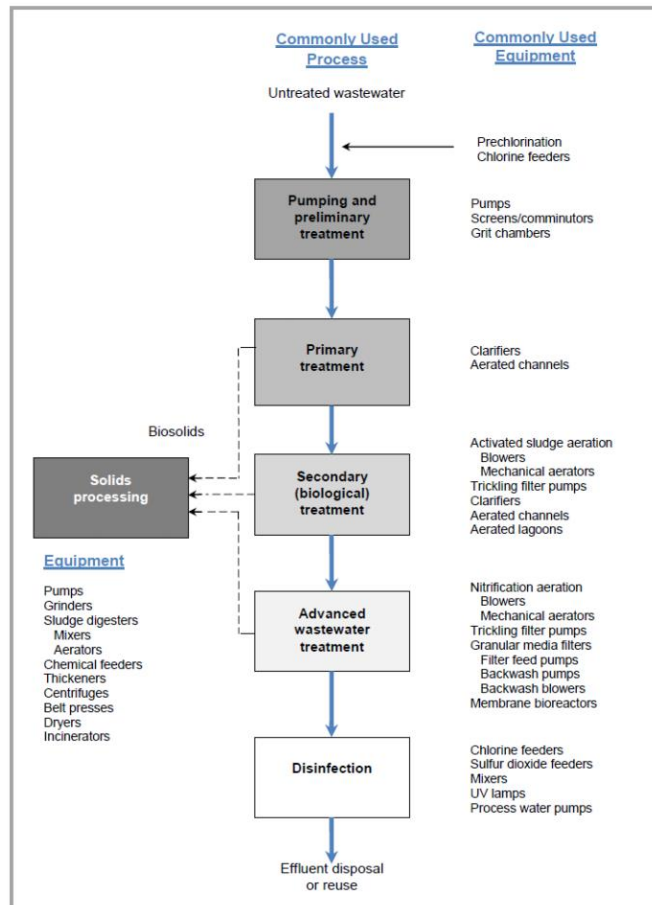 Commonly Used
Process
Commonly Used
Equipment
Untreated wastewater
Prechlorination
Chlorine feeders
Pumping and
preliminary
treatment
Pumps
Screens/comminutors
Grit chambers
Primary
treatment
Clarifiers
Aerated channels
Biosolids
Solids
processing
Secondary
(biological)
treatment
Activated sludge aeration
Blowers
Mechanical aerators
Trickling filter pumps
Clarifiers
Aerated channels
Aerated lagoons
Equipment
Pumps
Grinders
Sludge digesters
Mixers
Aerators
Chemical feeders
Thickeners
Centrifuges
Belt presses
Dryers
Incinerators
Advanced
wastewater
treatment
Nitrification aeration
Blowers
Mechanical aerators
Trickling filter pumps
Granular media filters
Filter feed pumps
Backwash pumps
Backwash blowers
Membrane bioreactors
Disinfection
Chlorine feeders
Sulfur dioxide feeders
Mixers
UV lamps
Process water pumps
Effluent disposal
or reuse